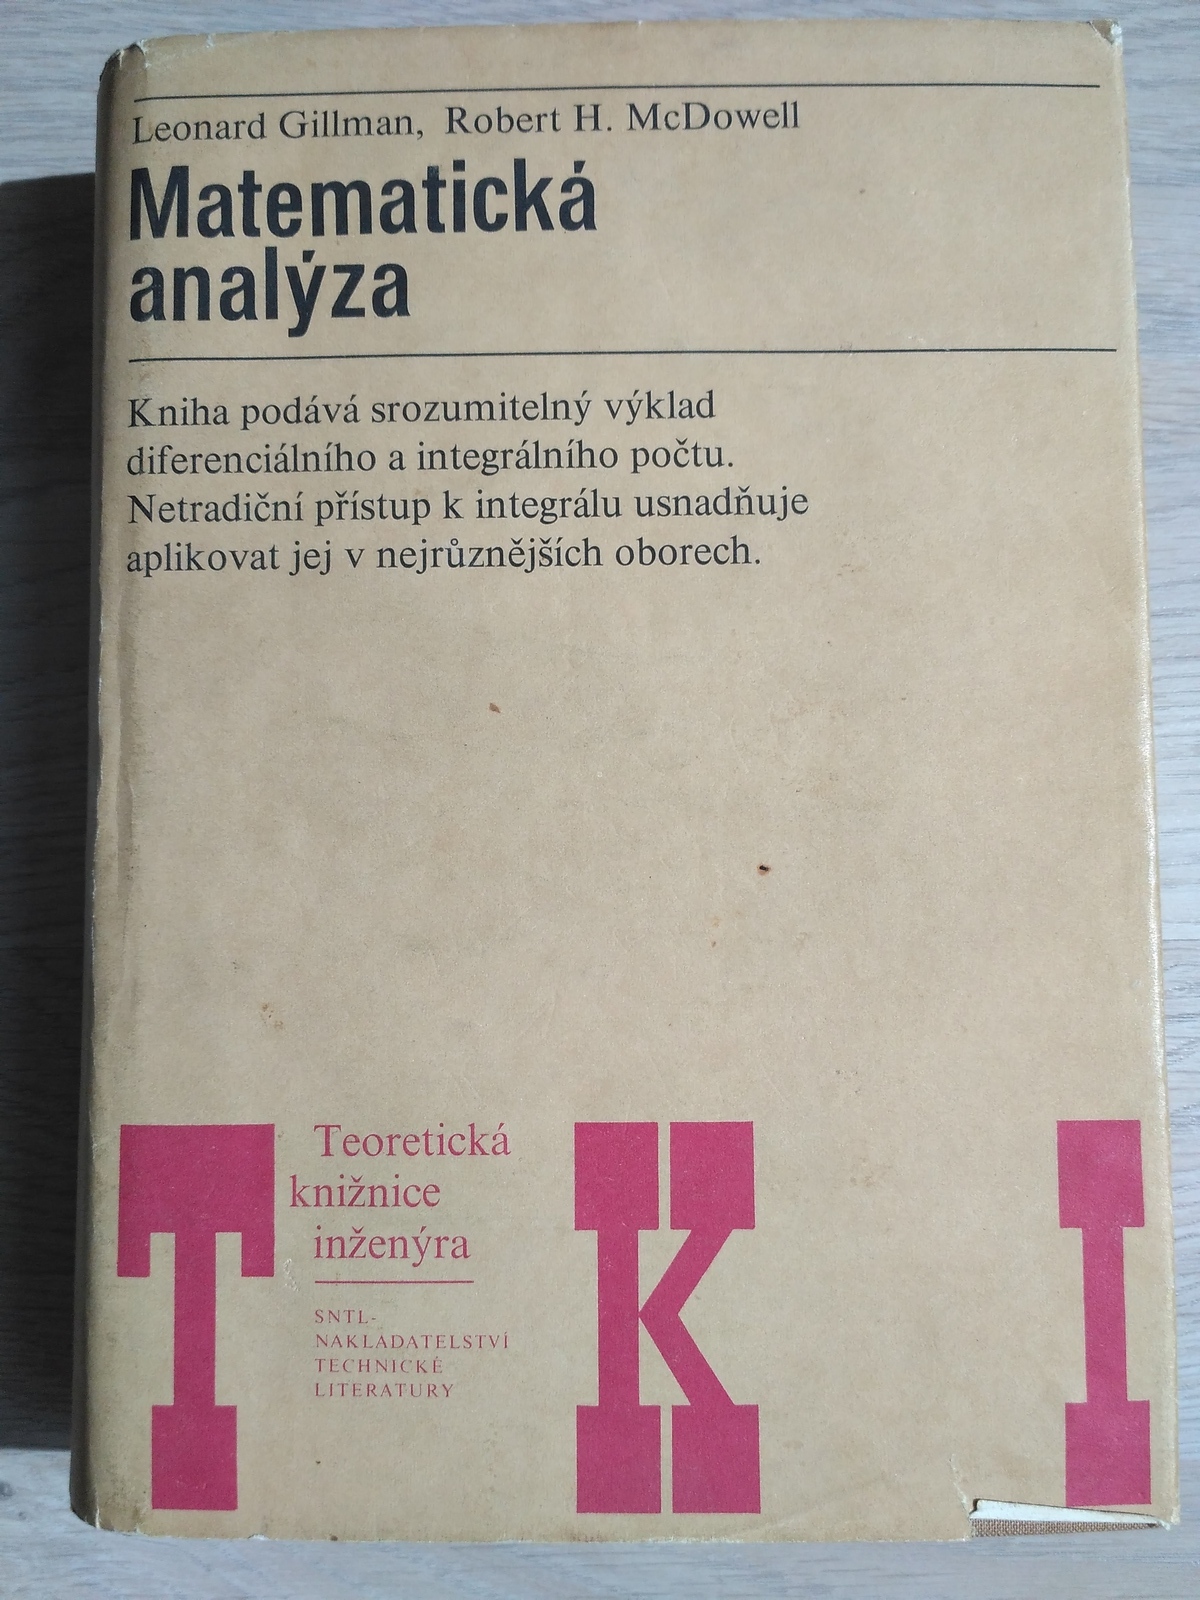 Leonard Gillman, Robert H. McDowell
Matematická
analýza
Kniha podává srozumitelný výklad
diferenciálního a integrálního počtu.
Netradiční přístup k integrálu usnadňuje
aplikovat jej v nejrůznějších oborech.
T K I
Teoretická
knižnice
inženýra
SNTL-
NAKLADATELSTVÍ
TECHNICKÉ
LITERATURY